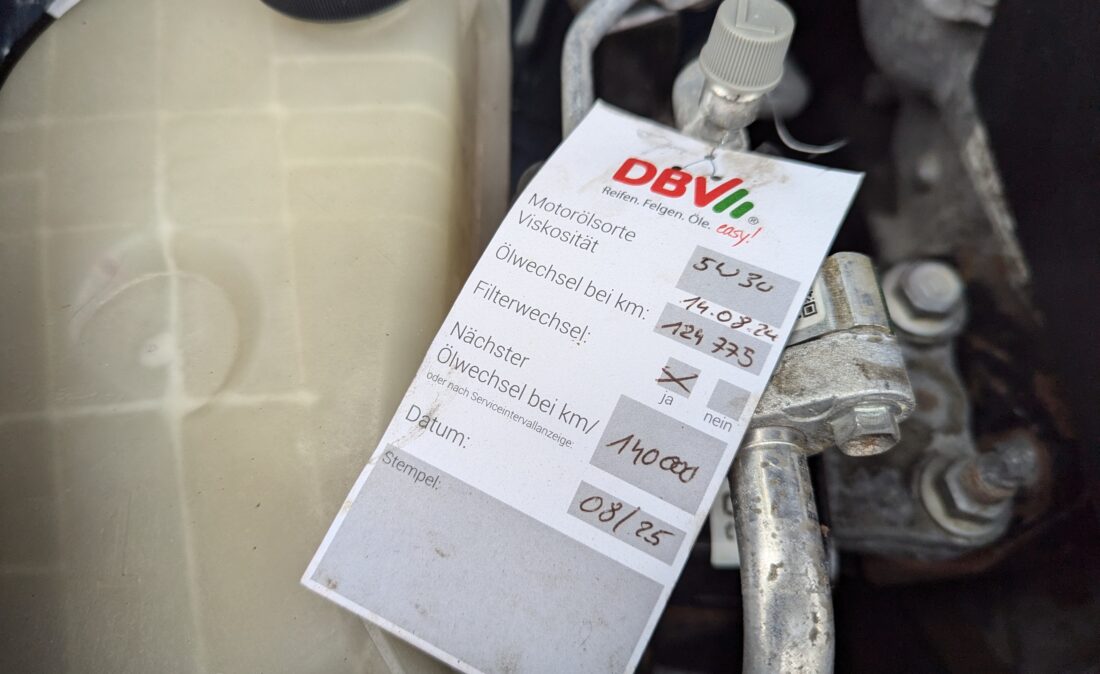 DBV®
Reifen. Felgen. Öle. easy!
Motorölsorte
Viskosität
5W30
Ölwechsel bei km:
14.08.24
124 775
Filterwechsel:
ja
nein
Nächster
Ölwechsel bei km/
oder nach Serviceintervallanzeige:
140000
Datum:
08/25
Stempel: